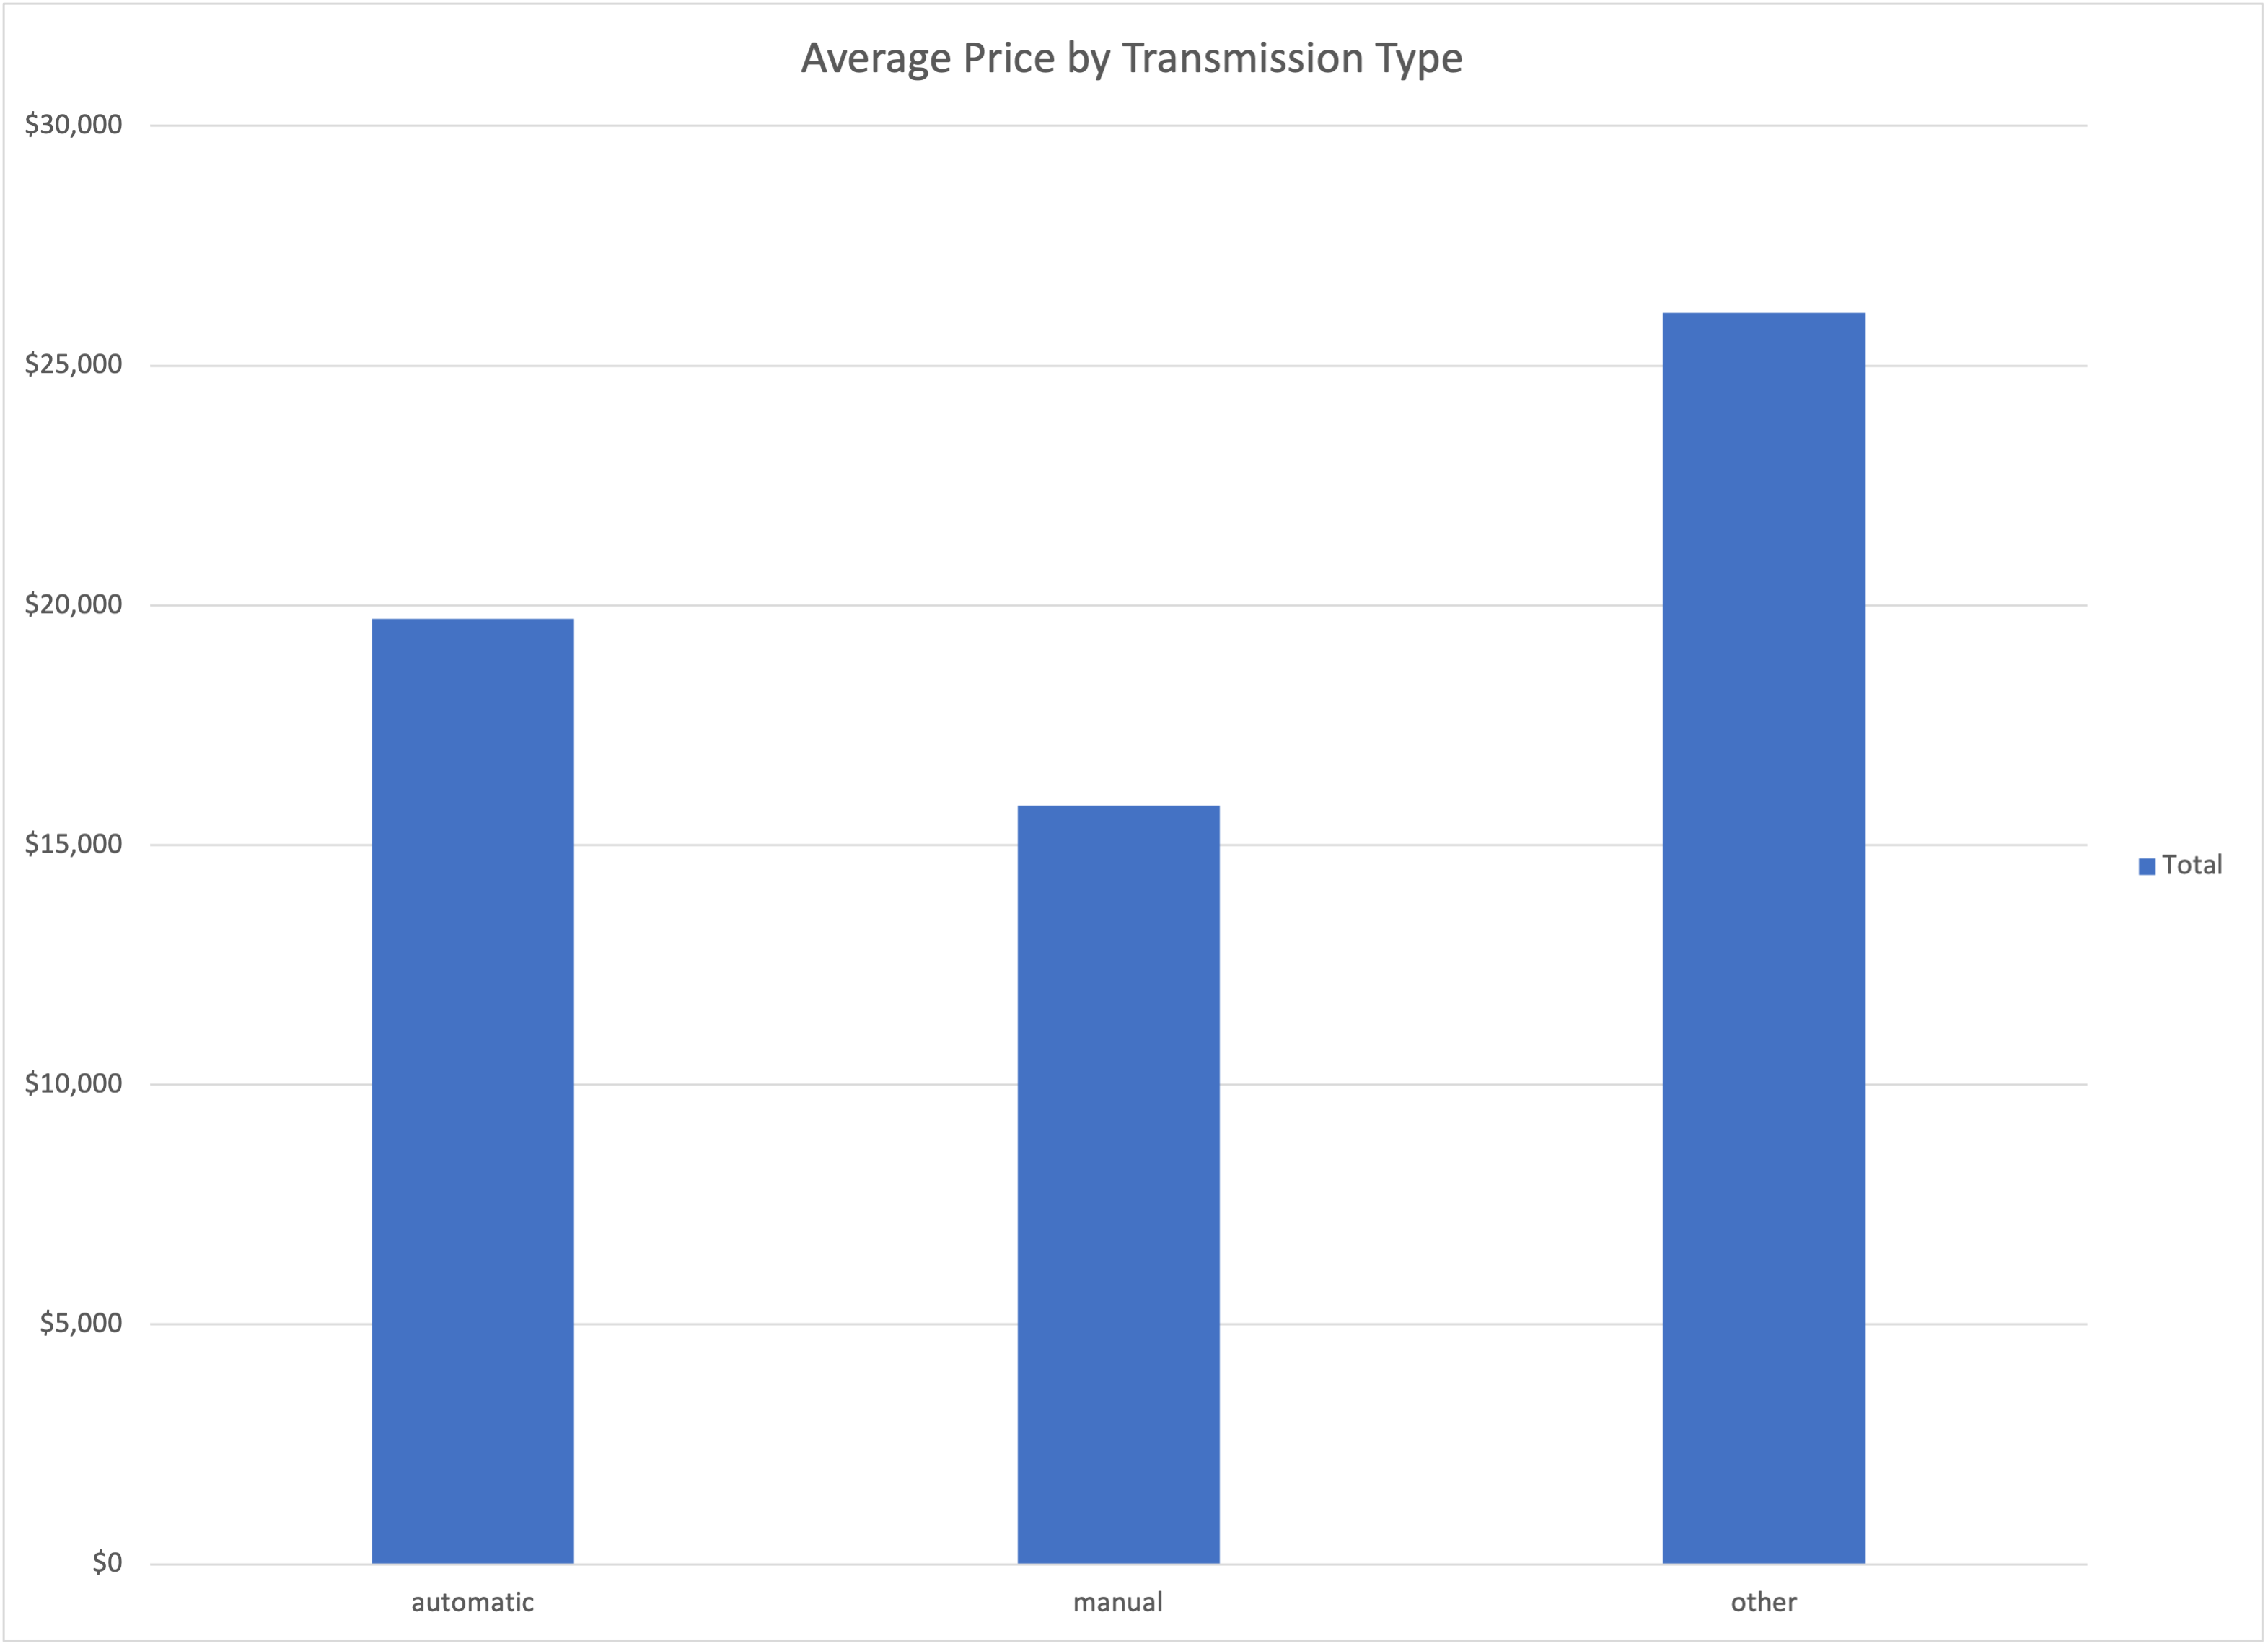 Average Price by Transmission Type
$30,000
$25,000
$20,000
$15,000
$10,000
$5,000
$0
automatic
manual
other
Total